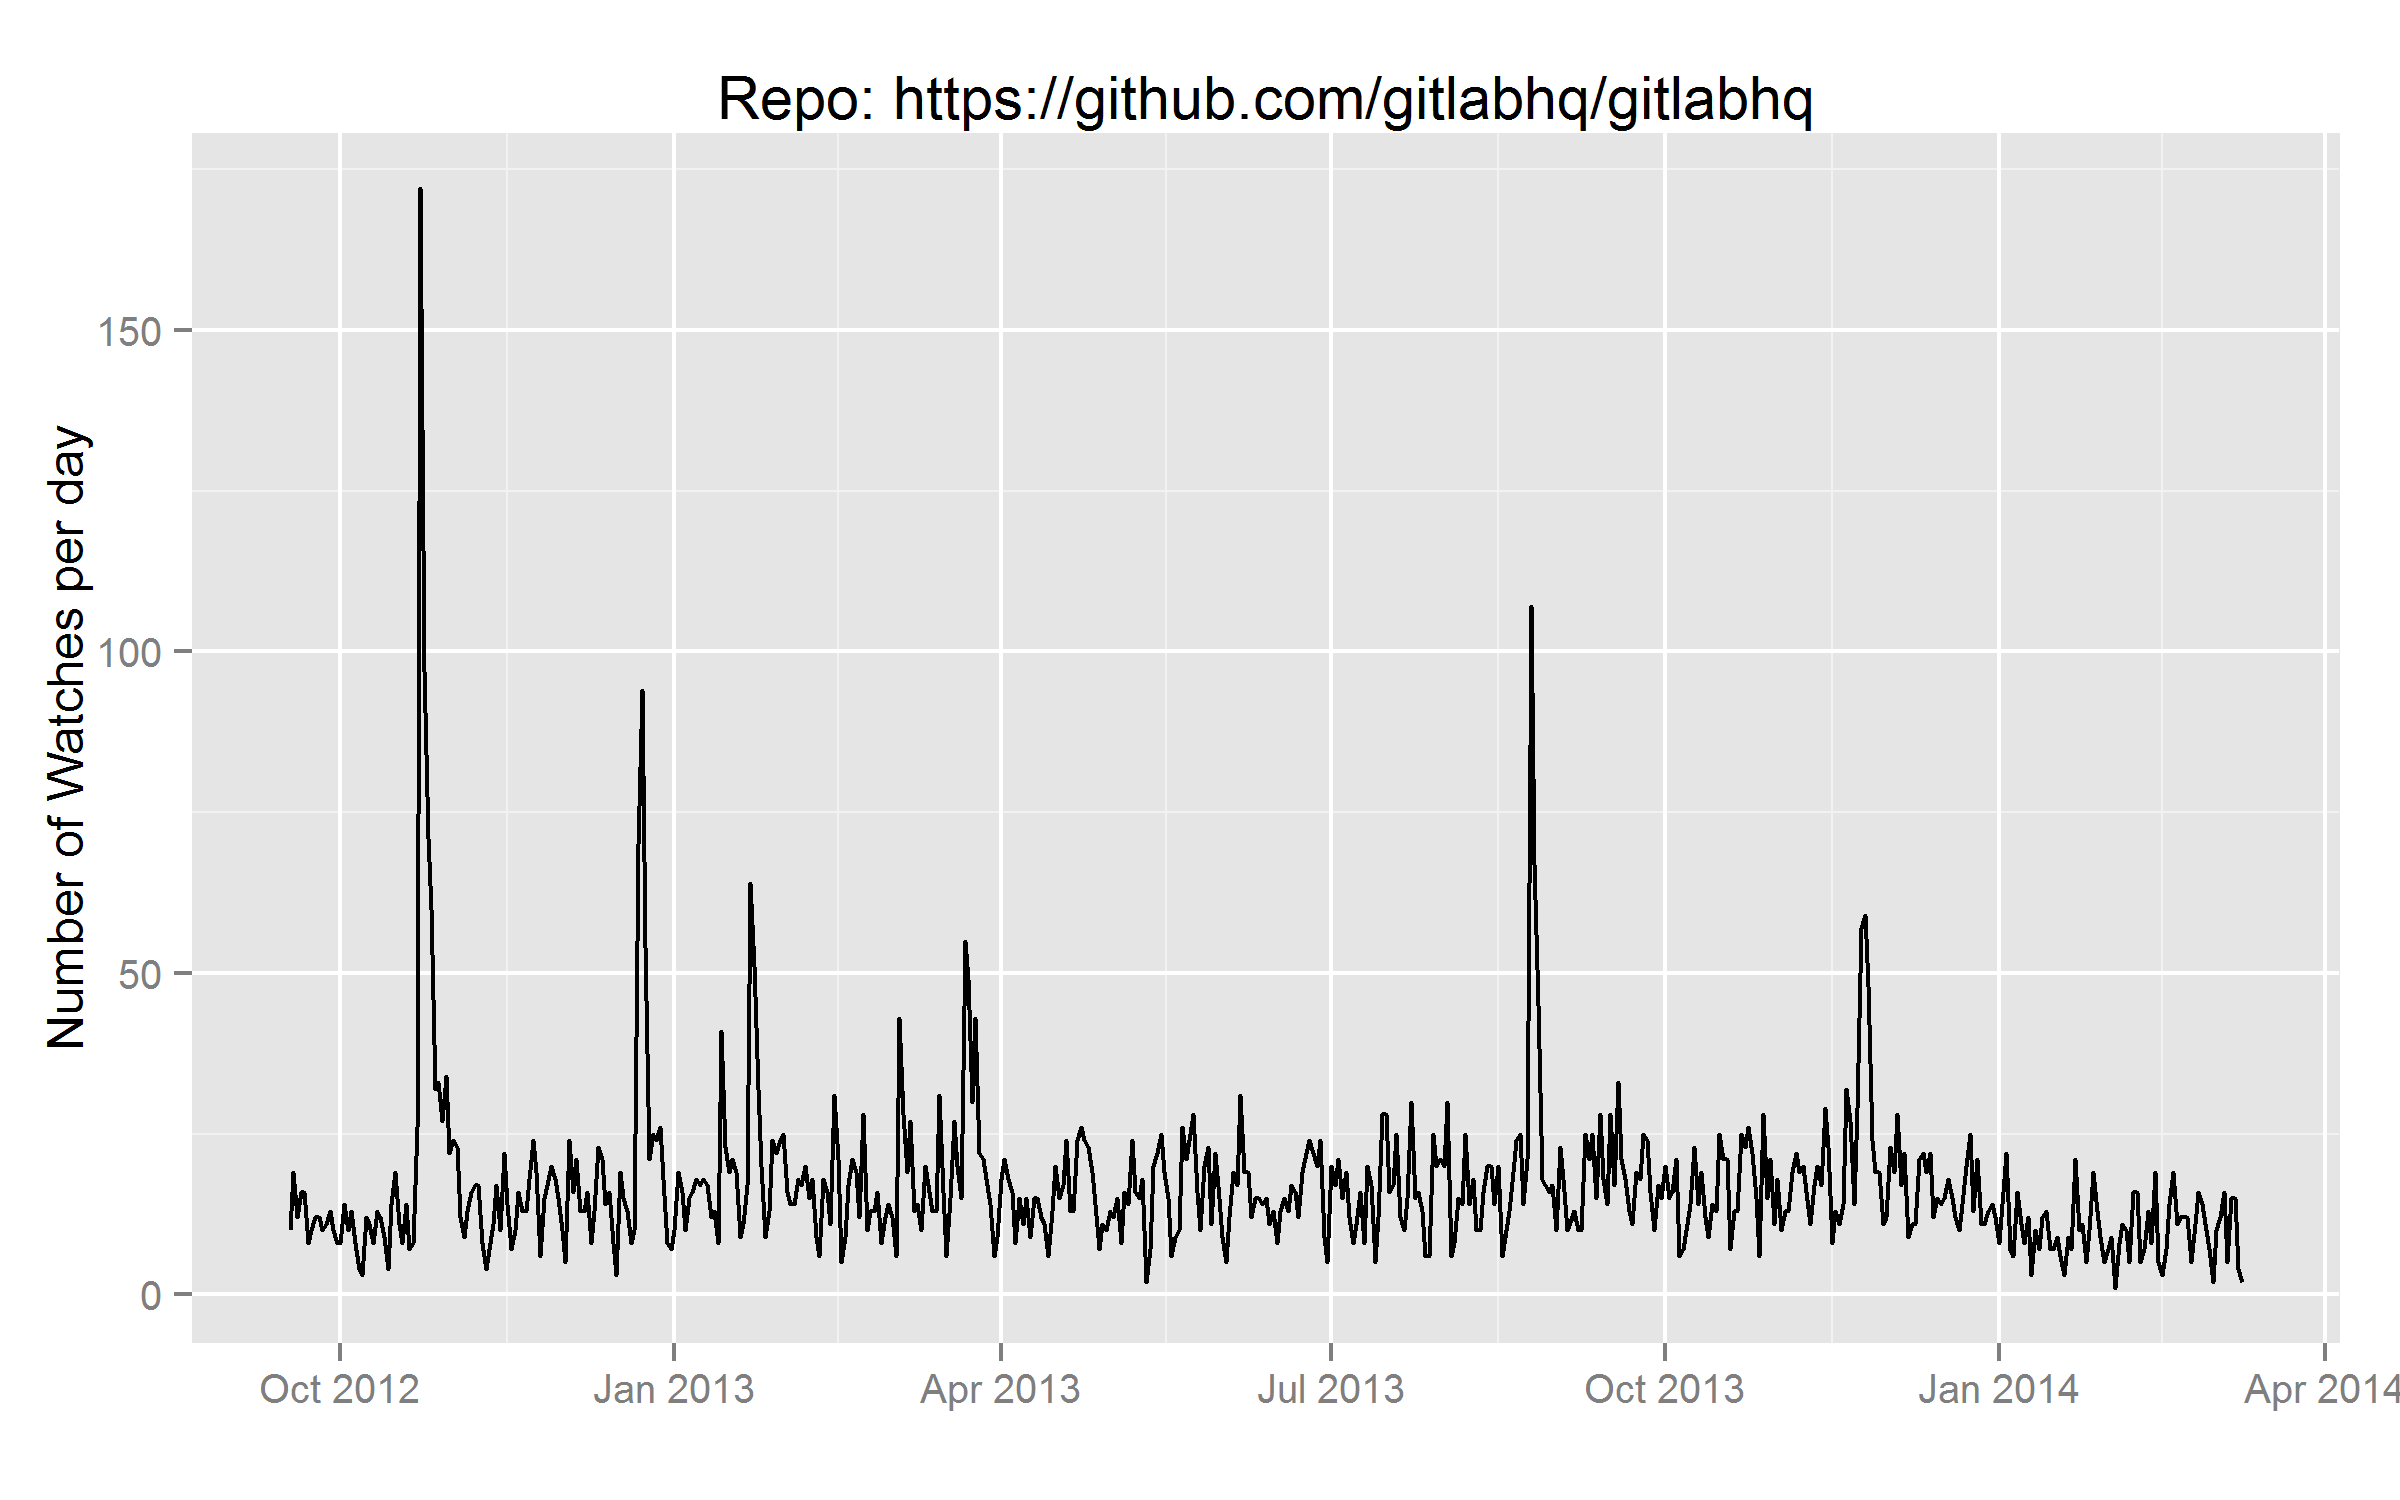 Repo: https://github.com/gitlabhq/gitlabhq
Number of Watches per day
150
100
50
0
Oct 2012 Jan 2013 Apr 2013 Jul 2013 Oct 2013 Jan 2014 Apr 2014